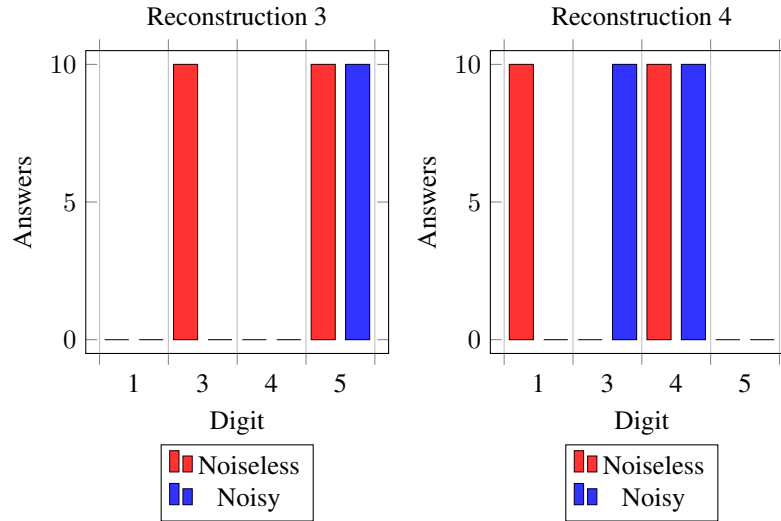 Reconstruction 3
10
5
0
Answers
1 3 4 5
Digit
Noiseless
Noisy
Reconstruction 4
10
5
0
Answers
1 3 4 5
Digit
Noiseless
Noisy